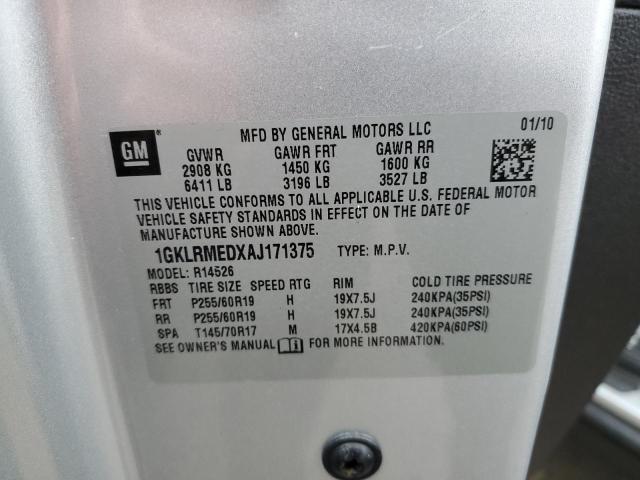 GM
MFD BY GENERAL MOTORS LLC 01/10
GVWR GAWR FRT GAWR RR
2908 KG 1450 KG 1600 KG
6411 LB 3196 LB 3527 LB
THIS VEHICLE CONFORMS TO ALL APPLICABLE U.S. FEDERAL MOTOR
VEHICLE SAFETY STANDARDS IN EFFECT ON THE DATE OF
MANUFACTURE SHOWN ABOVE.
1GKLRMEDXAJ171375 TYPE: M.P.V.
MODEL: R14526
RBBS TIRE SIZE SPEED RTG RIM COLD TIRE PRESSURE
FRT P255/60R19 H 19X7.5J 240KPA(35PSI)
RR P255/60R19 H 19X7.5J 240KPA(35PSI)
SPA T145/70R17 M 17X4.5B 420KPA(60PSI)
SEE OWNER'S MANUAL FOR MORE INFORMATION.